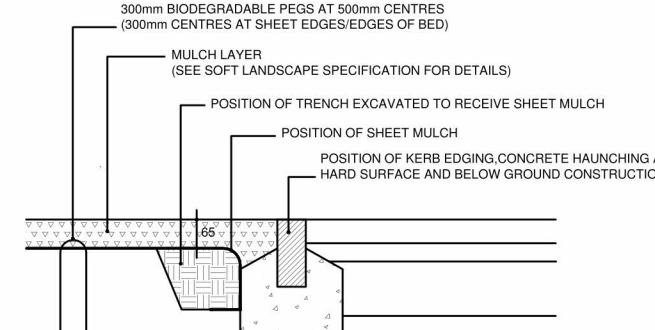 300mm BIODEGRADABLE PEGS AT 500mm CENTRES
(300mm CENTRES AT SHEET EDGES/EDGES OF BED)
MULCH LAYER
(SEE SOFT LANDSCAPE SPECIFICATION FOR DETAILS)
POSITION OF TRENCH EXCAVATED TO RECEIVE SHEET MULCH
POSITION OF SHEET MULCH
POSITION OF KERB EDGING,CONCRETE HAUNCHING
HARD SURFACE AND BELOW GROUND
65